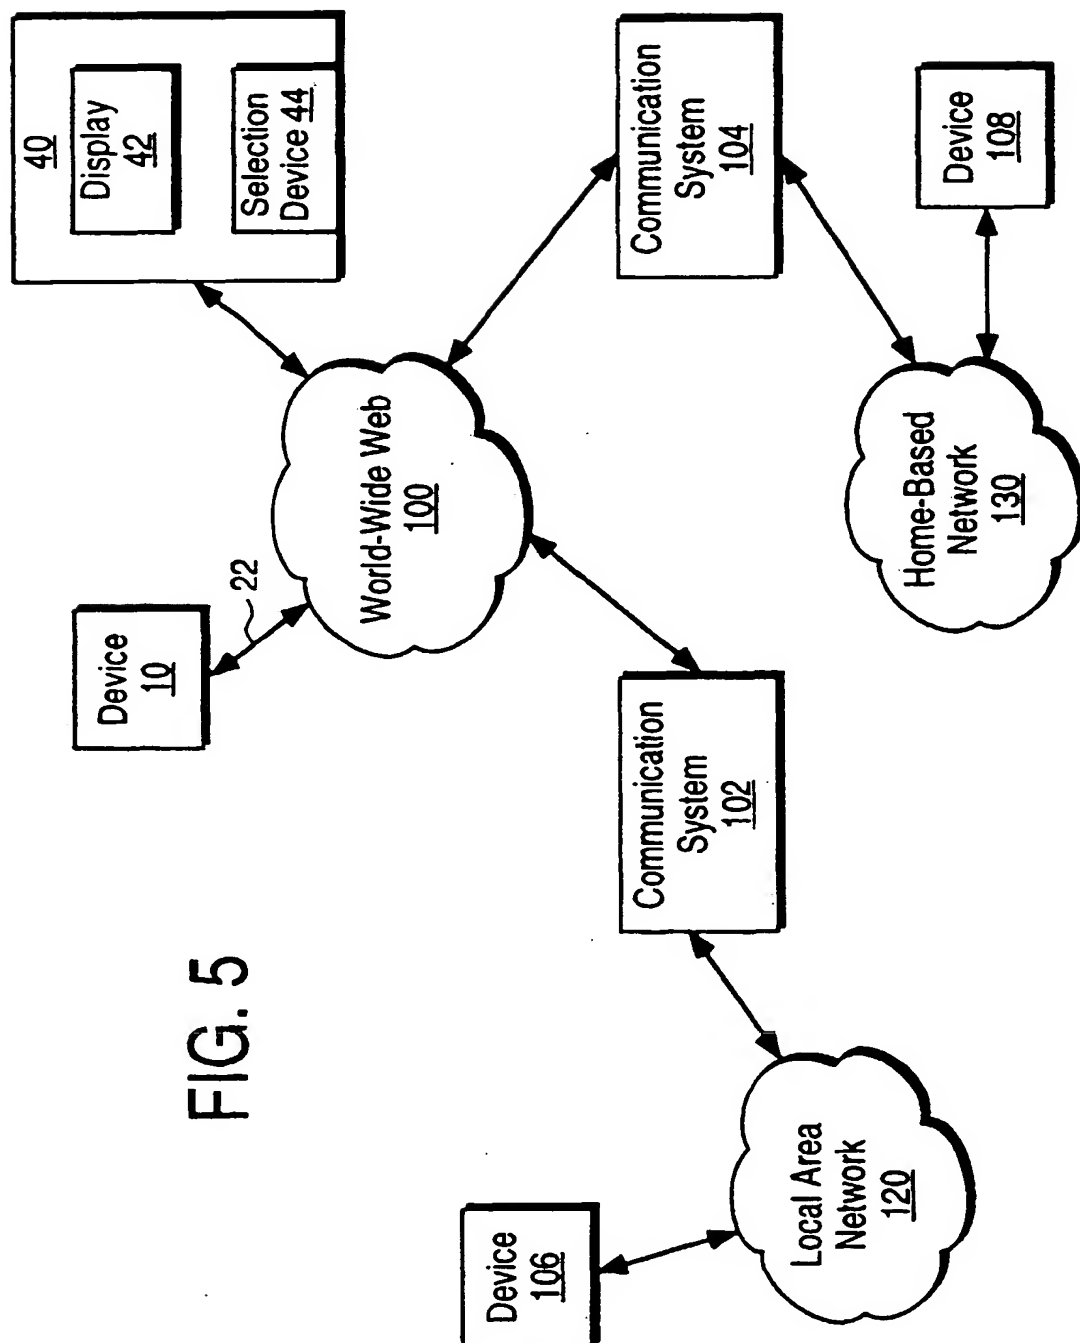 FIG. 5
Device
106
Local Area
Network
120
Device
10
22
Communication
System
102
World-Wide Web
100
40
Display
42
Selection
Device 44
Communication
System
104
Home-Based
Network
130
Device
108